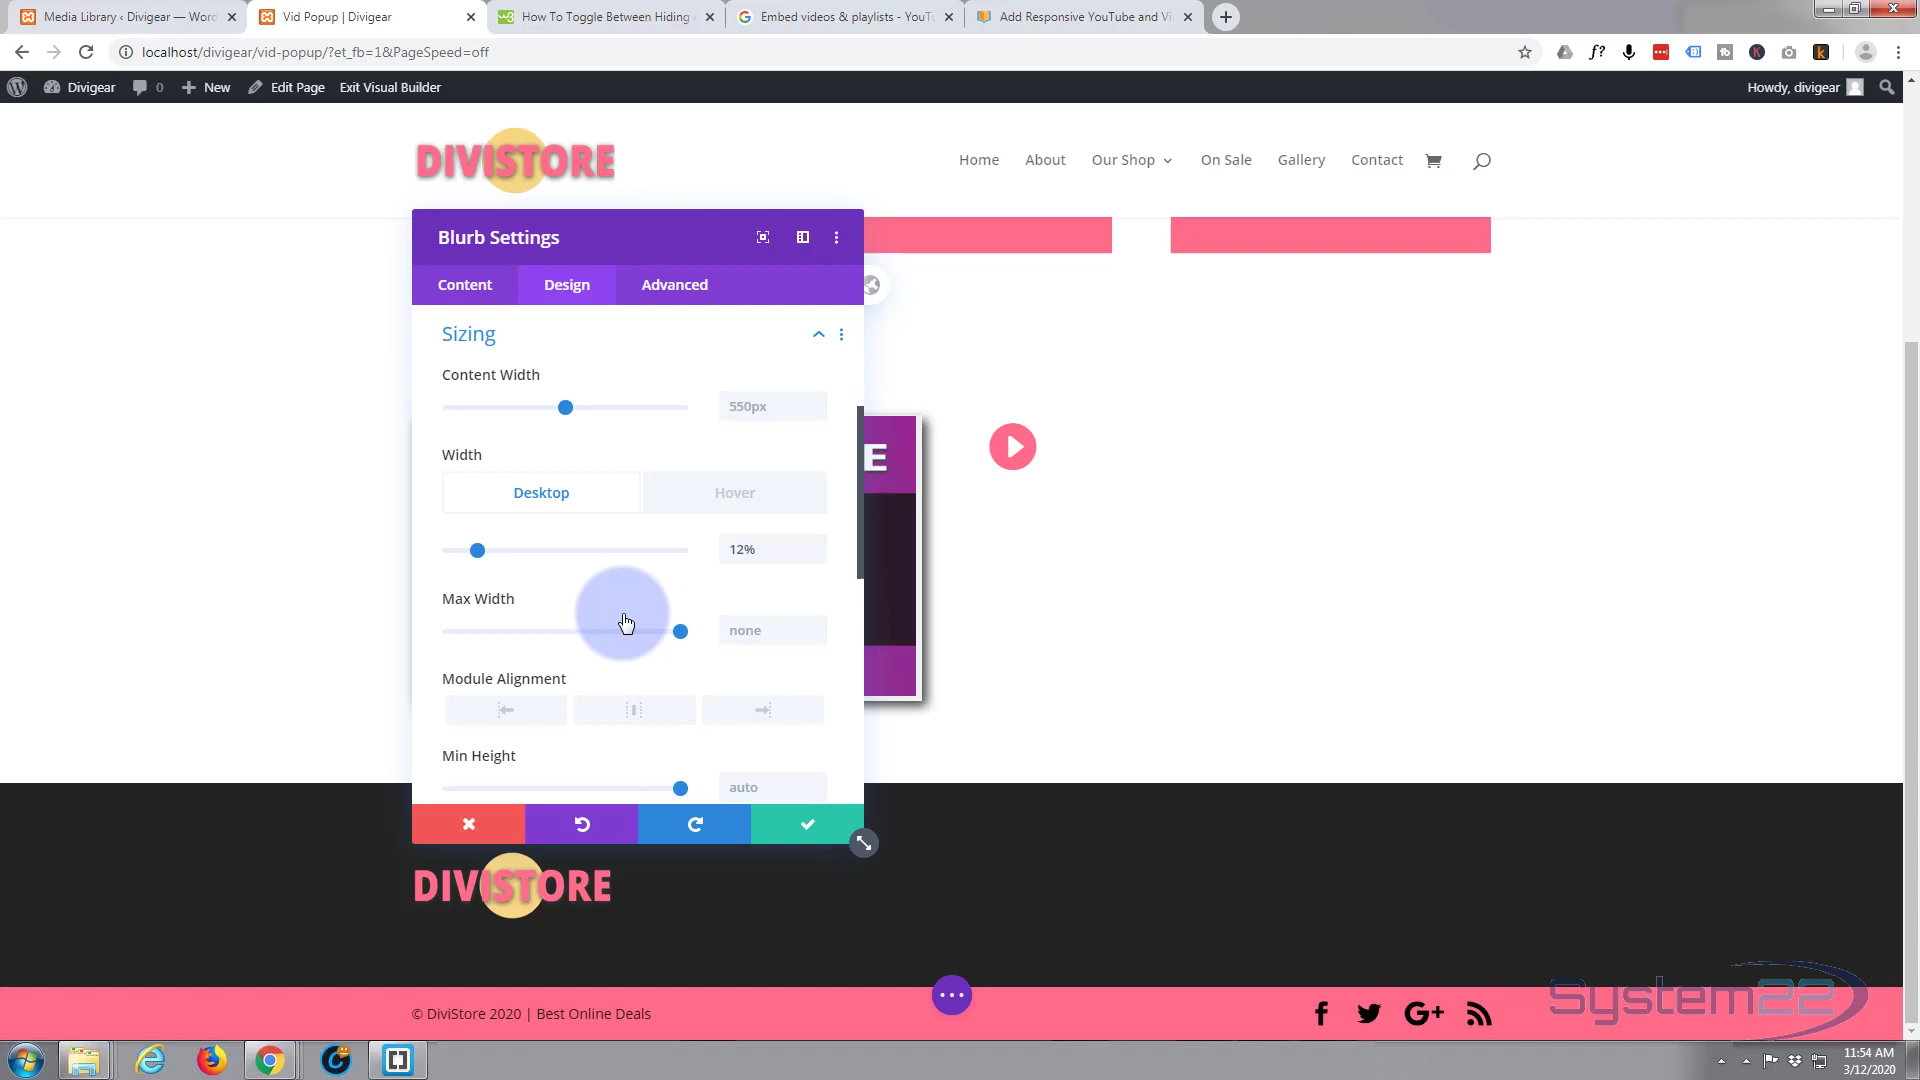 Media Library ‹ Divigear — Word
Vid Popup | Divigear
How To Toggle Between Hiding
Embed videos & playlists - YouTu
Add Responsive YouTube and Vi
localhost/divigear/vid-popup/?et_fb=1&PageSpeed=off
Divigear
0
New
Edit Page
Exit Visual Builder
Howdy, divigear
DIVISTORE
Home
About
Our Shop
On Sale
Gallery
Contact
Blurb Settings
Content
Design
Advanced
Sizing
Content Width
550px
Width
Desktop
Hover
12%
Max Width
none
Module Alignment
Min Height
auto
E
DIVISTORE
© DiviStore 2020 | Best Online Deals
System22
11:54 AM
3/12/2020